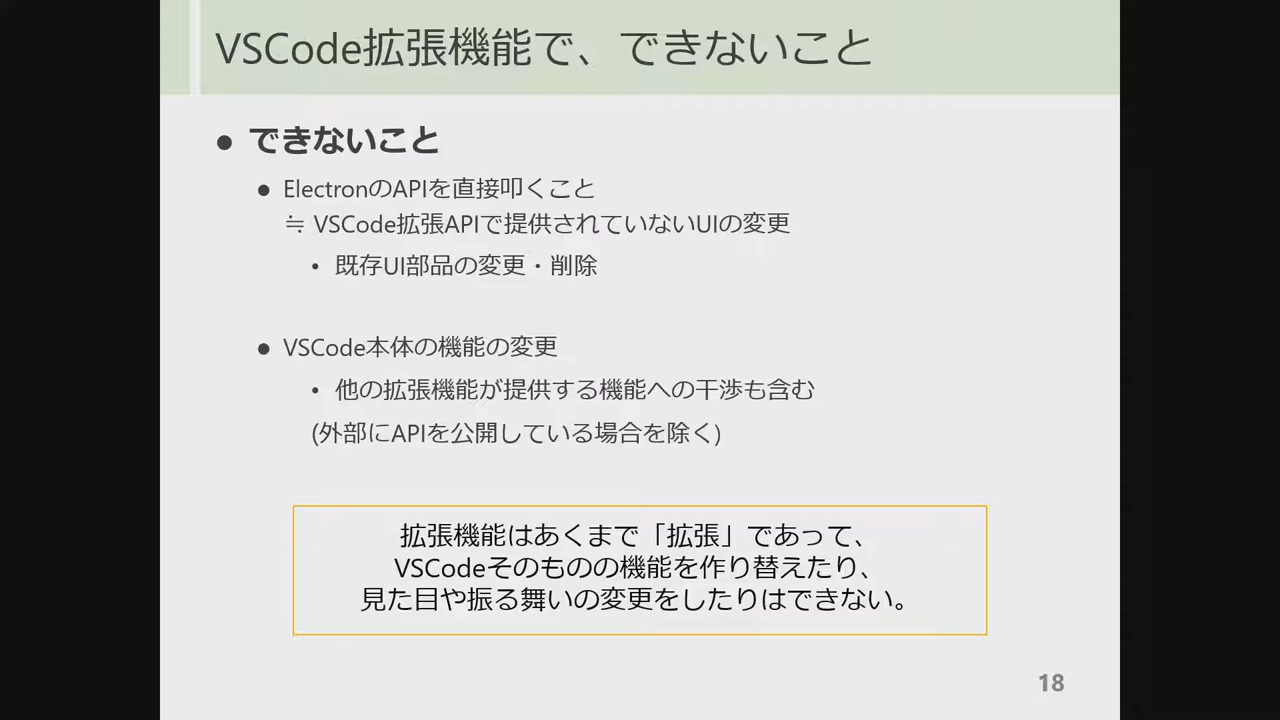 VSCode拡張機能で、できないこと
● できないこと
● ElectronのAPIを直接叩くこと
≒ VSCode拡張APIで提供されていないUIの変更
• 既存UI部品の変更・削除
● VSCode本体の機能の変更
• 他の拡張機能が提供する機能への干渉も含む
(外部にAPIを公開している場合を除く)
拡張機能はあくまで「拡張」であって、
VSCodeそのものの機能を作り替えたり、
見た目や振る舞いの変更をしたりはできない。
18